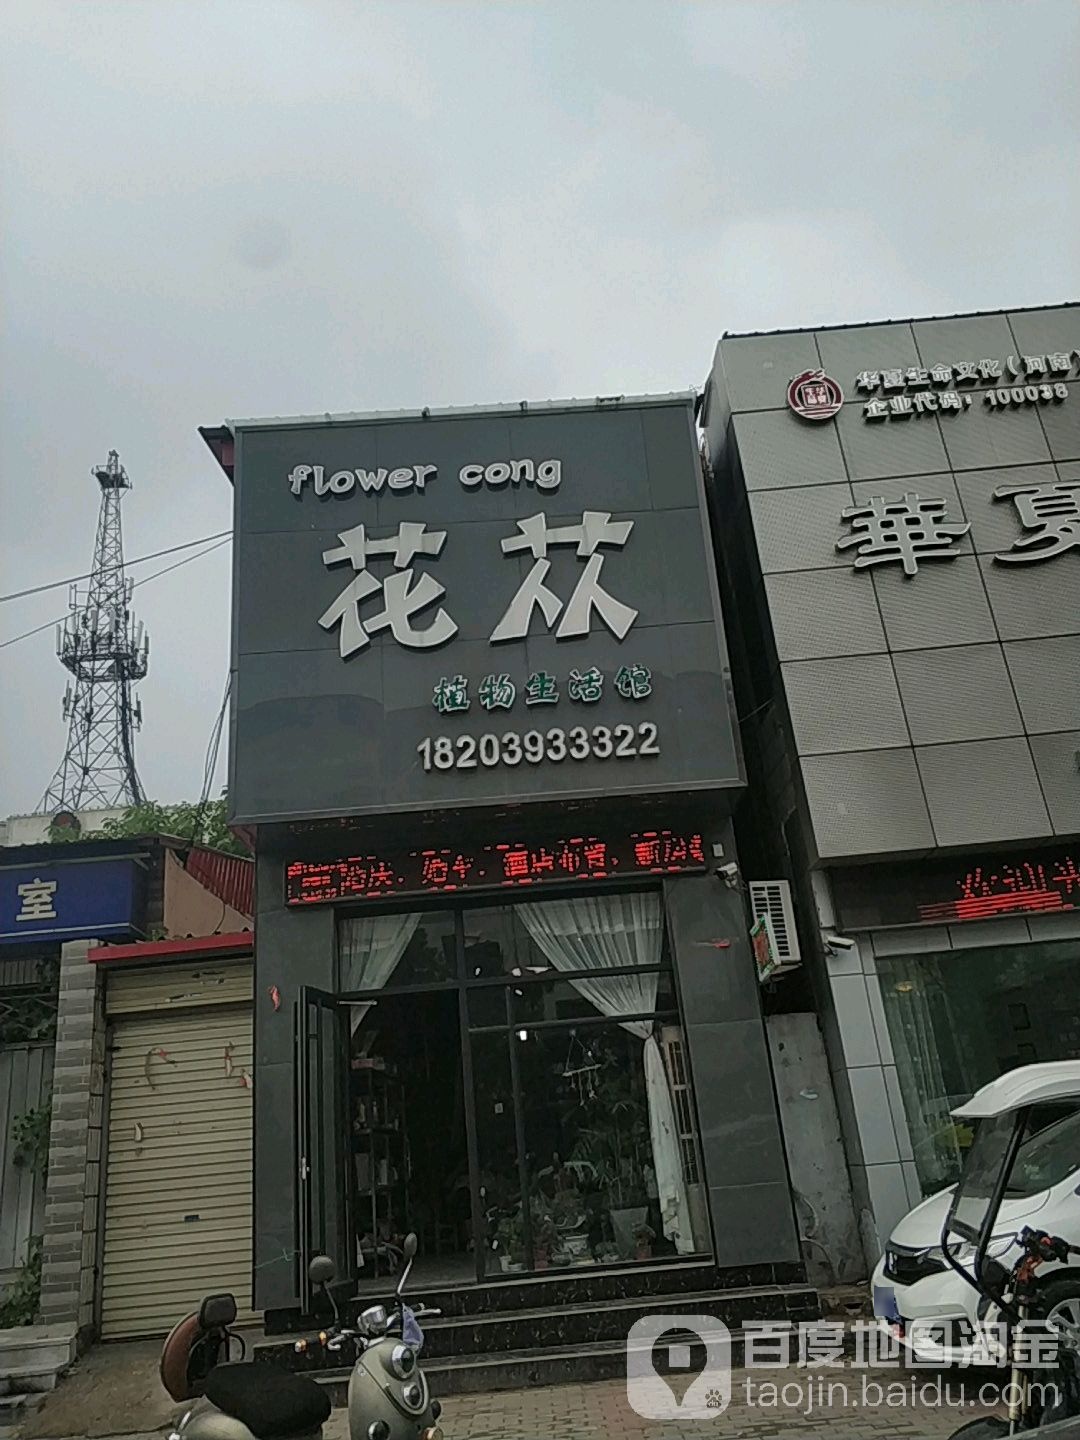 flower cong
花苁
植物生活馆
18203933322
华夏生命文化(河南)
企业代码:100038
華夏
室
百度地图淘金
taojin.baidu.com